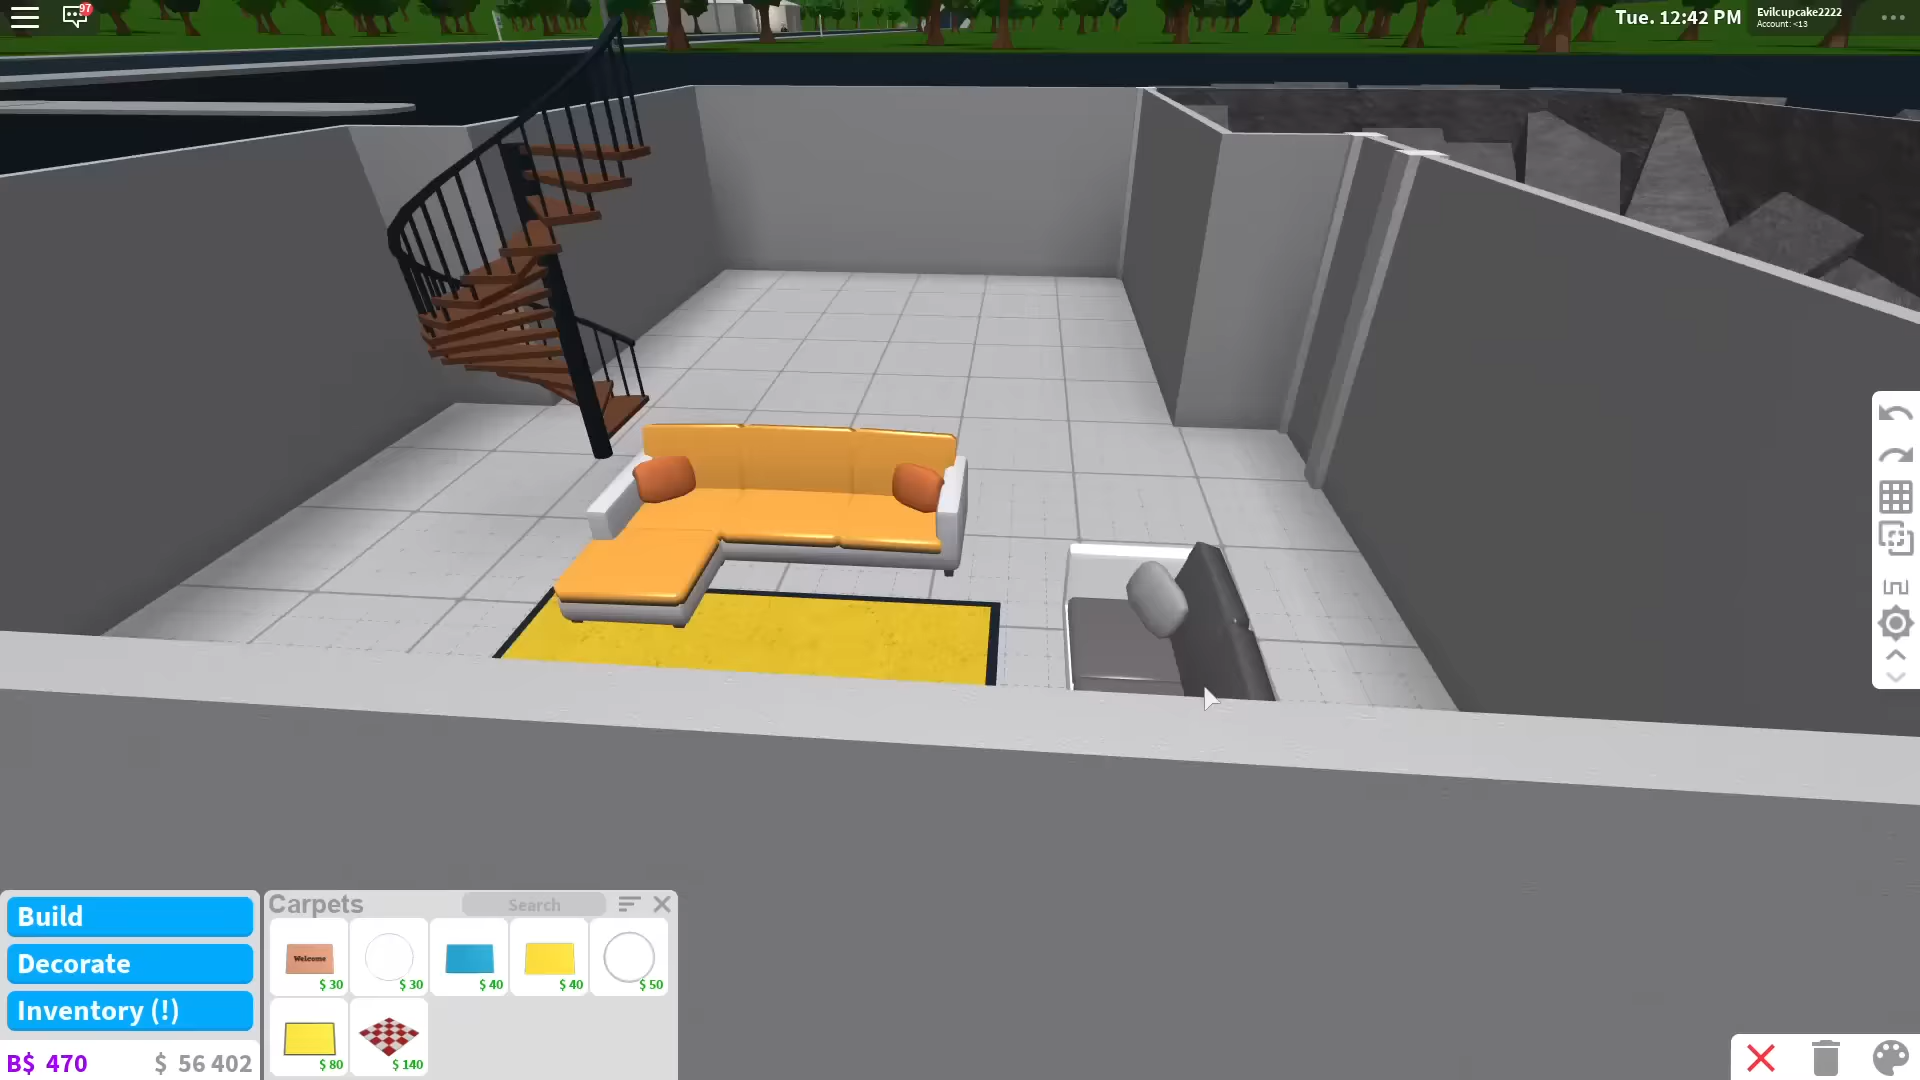 97
Tue. 12:42 PM
Evilcupcake2222
Account: <13
Build
Decorate
Inventory (!)
B$ 470
$ 56 402
Carpets
Search
Welcome
$ 30
$ 30
$ 40
$ 40
$ 50
$ 80
$ 140